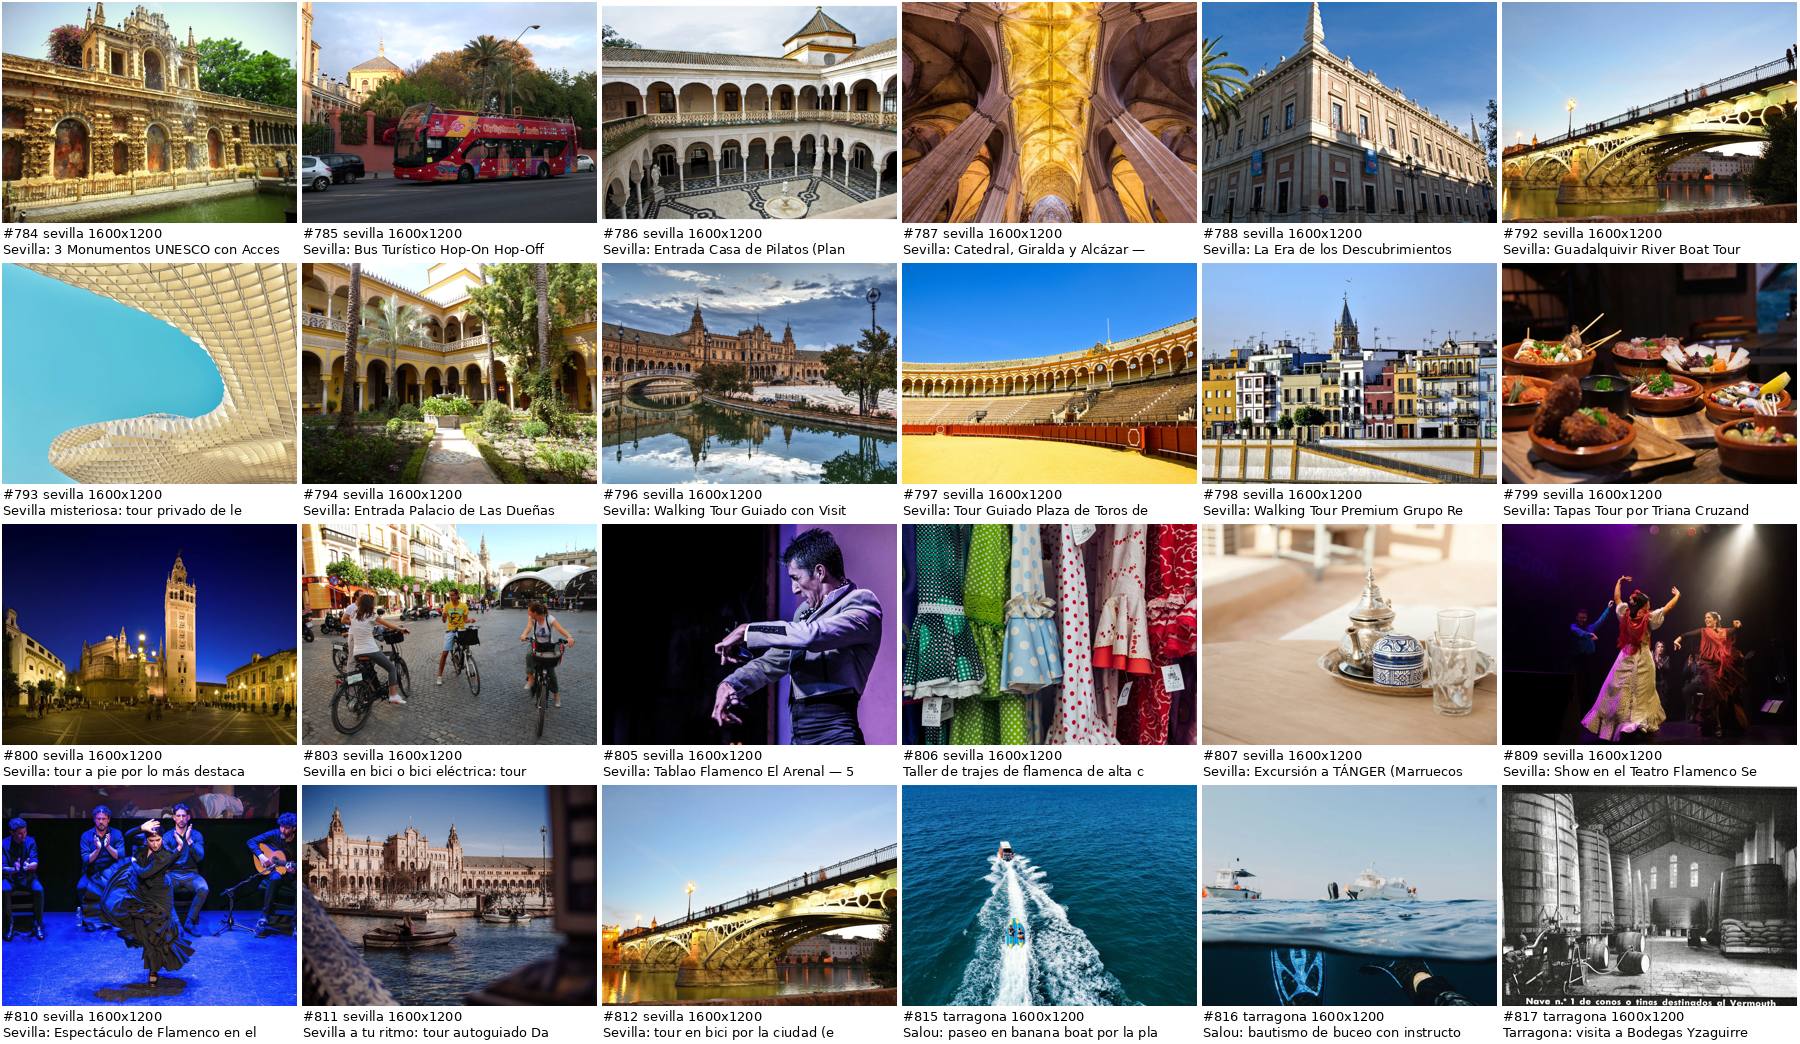 #784 sevilla 1600x1200
Sevilla: 3 Monumentos UNESCO con Acces
#785 sevilla 1600x1200
Sevilla: Bus Turístico Hop-On Hop-Off
#786 sevilla 1600x1200
Sevilla: Entrada Casa de Pilatos (Plan
#787 sevilla 1600x1200
Sevilla: Catedral, Giralda y Alcázar —
#788 sevilla 1600x1200
Sevilla: La Era de los Descubrimientos
#792 sevilla 1600x1200
Sevilla: Guadalquivir River Boat Tour
#793 sevilla 1600x1200
Sevilla misteriosa: tour privado de le
#794 sevilla 1600x1200
Sevilla: Entrada Palacio de Las Dueñas
#796 sevilla 1600x1200
Sevilla: Walking Tour Guiado con Visit
#797 sevilla 1600x1200
Sevilla: Tour Guiado Plaza de Toros de
#798 sevilla 1600x1200
Sevilla: Walking Tour Premium Grupo Re
#799 sevilla 1600x1200
Sevilla: Tapas Tour por Triana Cruzand
#800 sevilla 1600x1200
Sevilla: tour a pie por lo más destaca
#803 sevilla 1600x1200
Sevilla en bici o bici eléctrica: tour
#805 sevilla 1600x1200
Sevilla: Tablao Flamenco El Arenal — 5
#806 sevilla 1600x1200
Taller de trajes de flamenca de alta c
#807 sevilla 1600x1200
Sevilla: Excursión a TÁNGER (Marruecos
#809 sevilla 1600x1200
Sevilla: Show en el Teatro Flamenco Se
Nave n.º 1 de conos o tinas destinados al Vermouth
#810 sevilla 1600x1200
Sevilla: Espectáculo de Flamenco en el
#811 sevilla 1600x1200
Sevilla a tu ritmo: tour autoguiado Da
#812 sevilla 1600x1200
Sevilla: tour en bici por la ciudad (e
#815 tarragona 1600x1200
Salou: paseo en banana boat por la pla
#816 tarragona 1600x1200
Salou: bautismo de buceo con instructo
#817 tarragona 1600x1200
Tarragona: visita a Bodegas Yzaguirre